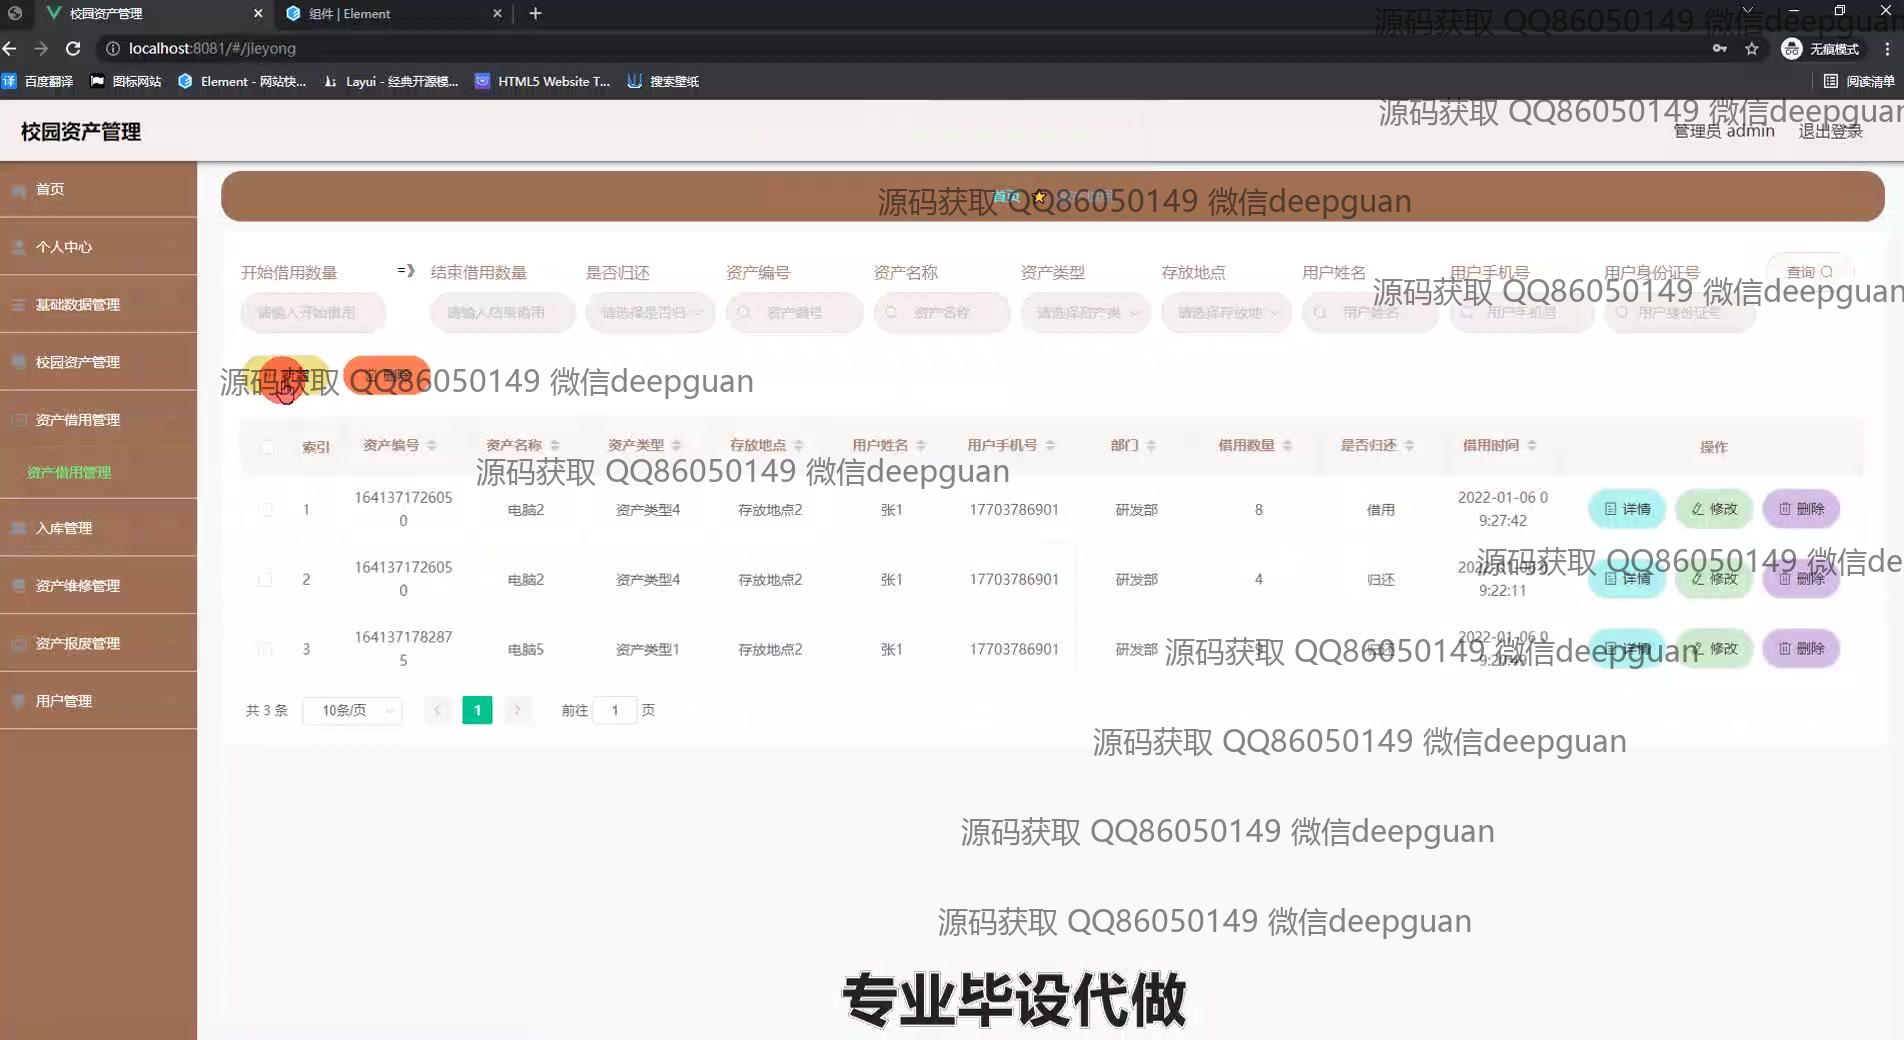 校园资产管理
组件 | Element
localhost:8081/#/jieyong
无痕模式
百度翻译
图标网站
Element - 网站快...
Layui - 经典开源模...
HTML5 Website T...
搜索壁纸
阅读清单
源码获取 QQ86050149 微信deepguan
源码获取 QQ86050149 微信deepguan
校园资产管理
管理员 admin
退出登录
首页
个人中心
基础数据管理
校园资产管理
资产借用管理
资产借用管理
入库管理
资产维修管理
资产报废管理
用户管理
首页
源码获取 QQ86050149 微信deepguan
开始借用数量 =》 结束借用数量 是否归还 资产编号 资产名称 资产类型 存放地点 用户姓名 用户手机号 用户身份证号 查询
请输入开始借用 请输入结束借用 请选择是否归 资产编号 资产名称 请选择资产类 请选择存放地 用户姓名 用户手机号 用户身份证号
源码获取 QQ86050149 微信deepguan
删除
源码获取 QQ86050149 微信deepguan
索引 资产编号 资产名称 资产类型 存放地点 用户姓名 用户手机号 部门 借用数量 是否归还 借用时间 操作
源码获取 QQ86050149 微信deepguan
1 1641371726050 电脑2 资产类型4 存放地点2 张1 17703786901 研发部 8 借用 2022-01-06 09:27:42 详情 修改 删除
源码获取 QQ86050149 微信de
2 1641371726050 电脑2 资产类型4 存放地点2 张1 17703786901 研发部 4 归还 2022-01-06 09:22:11 详情 修改 删除
源码获取 QQ86050149 微信deepguan
3 1641371782875 电脑5 资产类型1 存放地点2 张1 17703786901 研发部 归还 2022-01-06 09:20:49 详情 修改 删除
共 3 条 10条/页 1 前往 1 页
源码获取 QQ86050149 微信deepguan
源码获取 QQ86050149 微信deepguan
源码获取 QQ86050149 微信deepguan
专业毕设代做